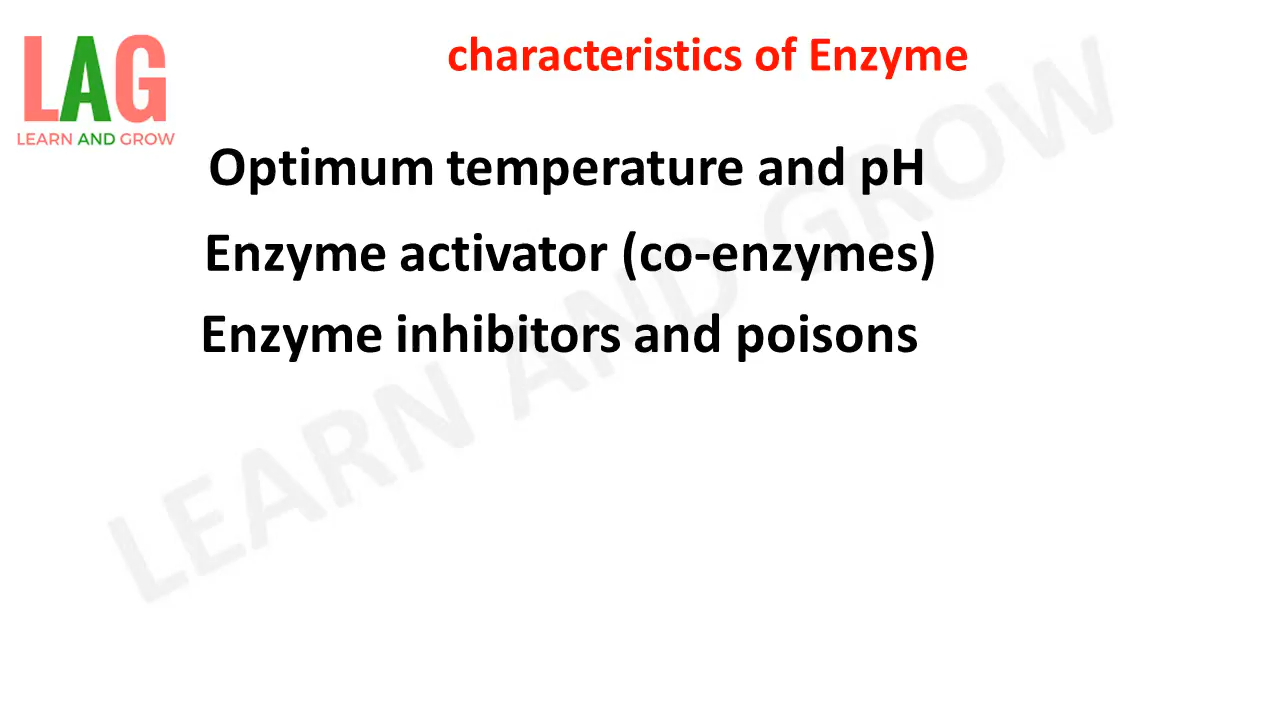 LAG
LEARN AND GROW
characteristics of Enzyme
Optimum temperature and pH
Enzyme activator (co-enzymes)
Enzyme inhibitors and poisons
LEARN AND GROW